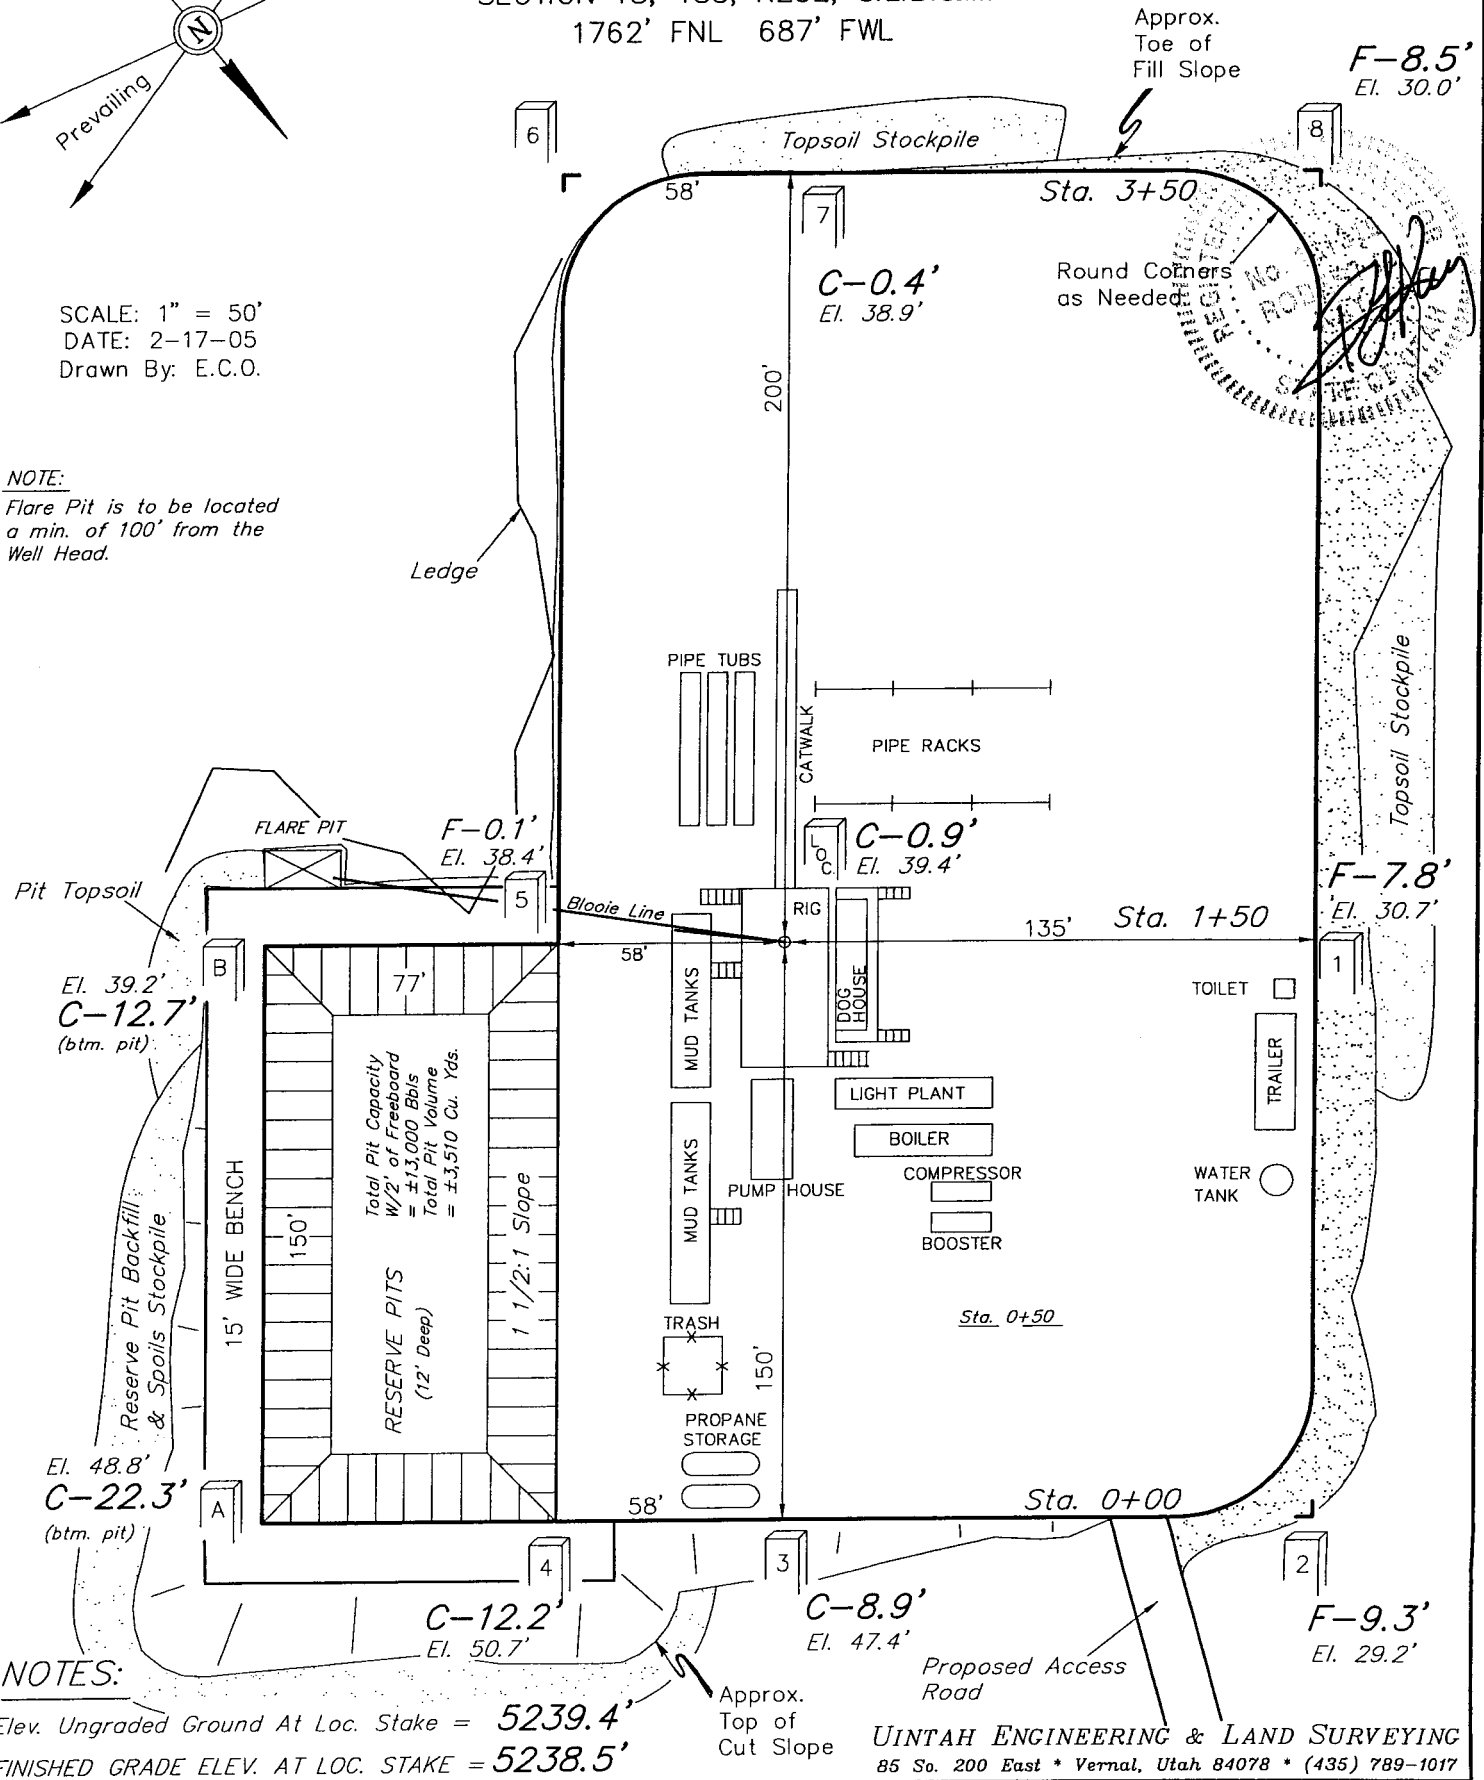 1762' FNL 687' FWL
N
Prevailing
Approx.
Toe of
Fill Slope
F-8.5'
El. 30.0'
6
Topsoil Stockpile
8
58'
Sta. 3+50
7
C-0.4'
El. 38.9'
Round Corners
as Needed
SCALE: 1" = 50'
DATE: 2-17-05
Drawn By: E.C.O.
200'
NOTE:
Flare Pit is to be located
a min. of 100' from the
Well Head.
Ledge
PIPE TUBS
CATWALK
PIPE RACKS
Topsoil Stockpile
FLARE PIT
F-0.1'
El. 38.4'
LOC.
C-0.9'
El. 39.4'
F-7.8'
El. 30.7'
Pit Topsoil
5
Blooie Line
RIG
58'
135'
Sta. 1+50
1
B
El. 39.2'
C-12.7'
(btm. pit)
77'
MUD TANKS
DOG
HOUSE
TOILET
TRAILER
Total Pit Capacity
W/2' of Freeboard
= ±13,000 Bbls
Total Pit Volume
= ±3,510 Cu. Yds.
LIGHT PLANT
BOILER
COMPRESSOR
PUMP HOUSE
BOOSTER
WATER
TANK
MUD TANKS
15' WIDE BENCH
150'
1 1/2:1 Slope
RESERVE PITS
(12' Deep)
Reserve Pit Backfill
& Spoils Stockpile
Sta. 0+50
TRASH
150'
PROPANE
STORAGE
El. 48.8'
C-22.3'
(btm. pit)
A
58'
Sta. 0+00
4
3
2
C-12.2'
El. 50.7'
C-8.9'
El. 47.4'
F-9.3'
El. 29.2'
Proposed Access
Road
Approx.
Top of
Cut Slope
NOTES:
Elev. Ungraded Ground At Loc. Stake = 5239.4'
FINISHED GRADE ELEV. AT LOC. STAKE = 5238.5'
UINTAH ENGINEERING & LAND SURVEYING
85 So. 200 East * Vernal, Utah 84078 * (435) 789-1017